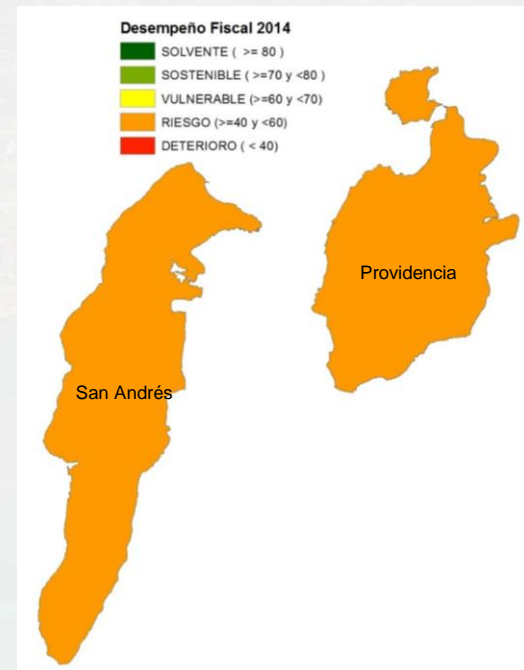 Desempeño Fiscal 2014
SOLVENTE ( >= 80)
SOSTENIBLE (>=70 y <80 )
VULNERABLE (>=60 y <70)
RIESGO (>=40 y <60)
DETERIORO ( < 40)
Providencia
San Andrés